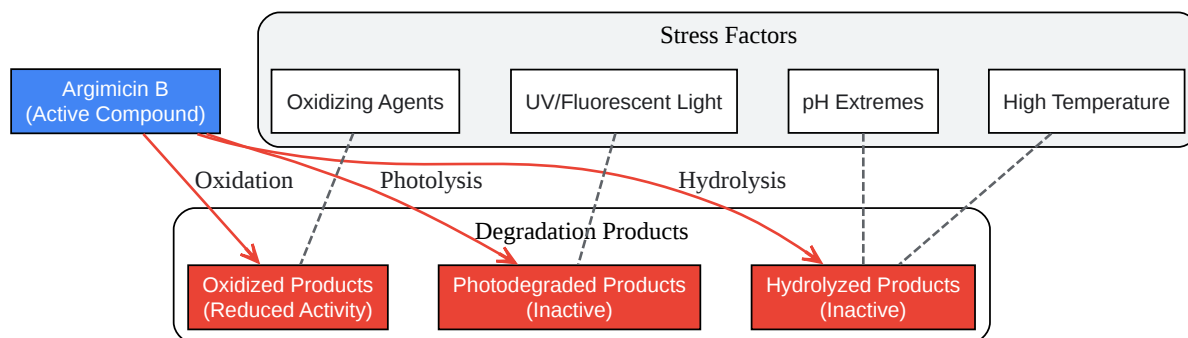 Stress Factors
Argimicin B
(Active Compound)
Oxidizing Agents
UV/Fluorescent Light
pH Extremes
High Temperature
Oxidation
Photolysis
Hydrolysis
Degradation Products
Oxidized Products
(Reduced Activity)
Photodegraded Products
(Inactive)
Hydrolyzed Products
(Inactive)